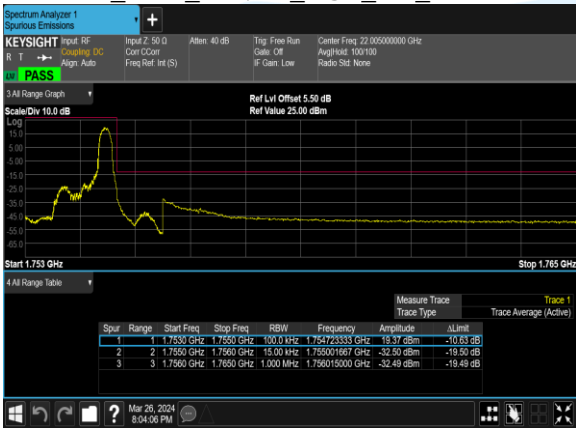 Spectrum Analyzer 1
Spurious Emissions
+
KEYSIGHT Input: RF Input Z: 50 Ω Atten: 40 dB Trig: Free Run Center Freq: 22.005000000 GHz
R T Coupling: DC Corr CCorr Gate: Off Avg|Hold: 100/100
Align: Auto Freq Ref: Int (S) IF Gain: Low Radio Std: None
LM PASS
3 All Range Graph
Ref Lvl Offset 5.50 dB
Scale/Div 10.0 dB Ref Value 25.00 dBm
Log
15.0
5.00
-5.00
-15.0
-25.0
-35.0
-45.0
-55.0
-65.0
Start 1.753 GHz Stop 1.765 GHz
4 All Range Table
Measure Trace Trace 1
Trace Type Trace Average (Active)
Spur Range Start Freq Stop Freq RBW Frequency Amplitude ΔLimit
1 1 1.7530 GHz 1.7550 GHz 100.0 kHz 1.754723333 GHz 19.37 dBm -10.63 dB
2 2 1.7550 GHz 1.7560 GHz 15.00 kHz 1.755001667 GHz -32.50 dBm -19.50 dB
3 3 1.7560 GHz 1.7650 GHz 1.000 MHz 1.756015000 GHz -32.49 dBm -19.49 dB
? Mar 26, 2024
8:04:06 PM